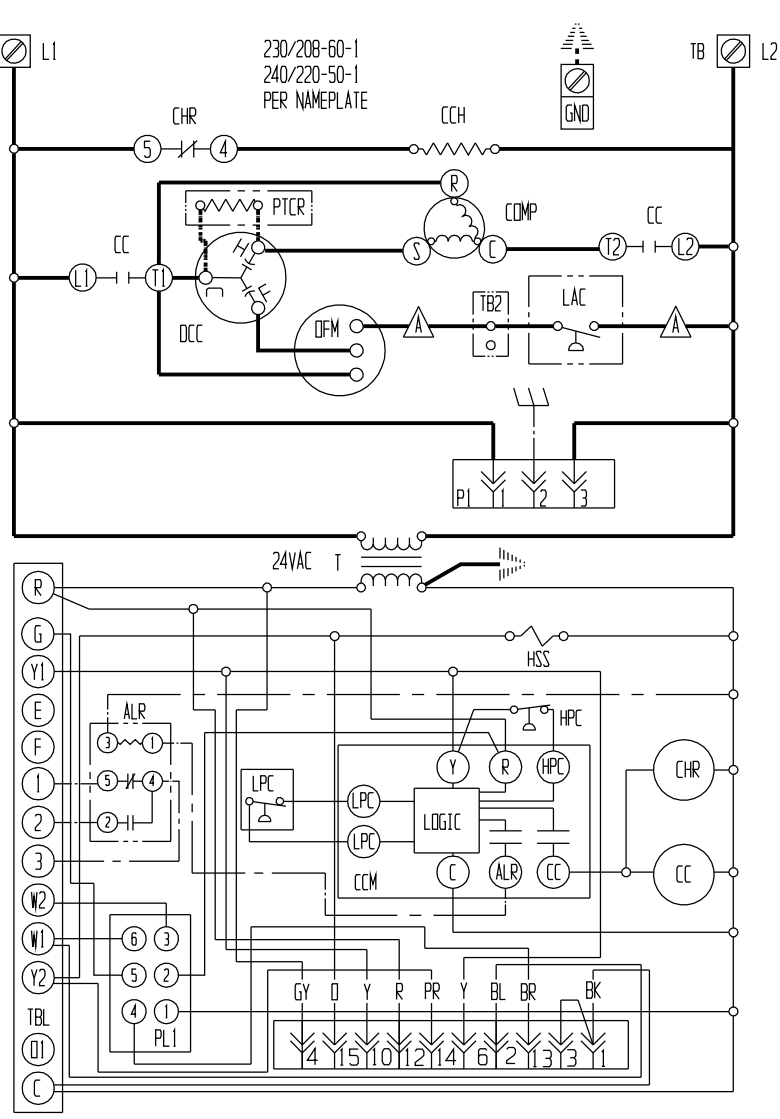 L1
230/208-60-1
240/220-50-1
PER NAMEPLATE
GND
TB
L2
CHR
5
4
CCH
R
PTCR
COMP
CC
CC
H
S
C
T2
L2
L1
T1
F
C
DCC
OFM
A
TB2
LAC
A
P1
1
2
3
24VAC
T
R
G
HSS
Y1
ALR
HPC
E
F
3
1
Y
R
HPC
CHR
1
5
4
LPC
LPC
LOGIC
2
2
LPC
3
CCM
C
ALR
CC
CC
W2
W1
6
3
Y2
5
2
GY
O
Y
R
PR
Y
BL
BR
BK
TBL
4
1
PL1
O1
4
15
10
12
14
6
2
13
3
1
C